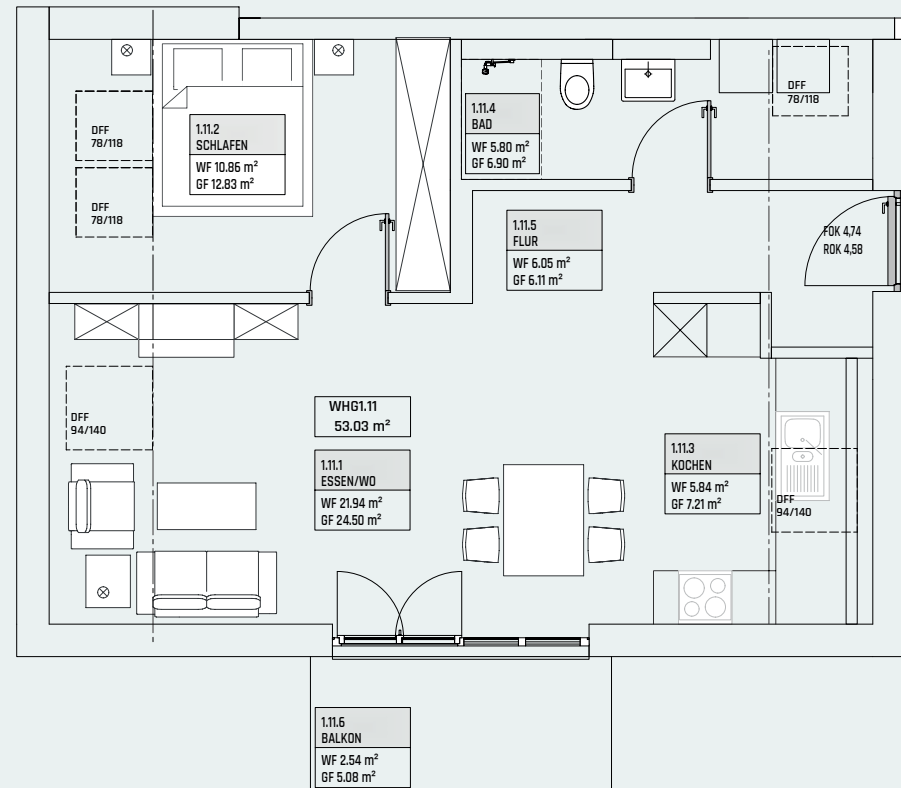 DFF
78/118
DFF
78/118
1.11.2
SCHLAFEN
WF 10.86 m²
GF 12.83 m²
1.11.4
BAD
WF 5.80 m²
GF 6.90 m²
DFF
78/118
1.11.5
FLUR
WF 6.05 m²
GF 6.11 m²
FOK 4,74
ROK 4,58
DFF
94/140
WHG1.11
53.03 m²
1.11.1
ESSEN/WO
WF 21.94 m²
GF 24.50 m²
1.11.3
KOCHEN
WF 5.84 m²
GF 7.21 m²
DFF
94/140
1.11.6
BALKON
WF 2.54 m²
GF 5.08 m²